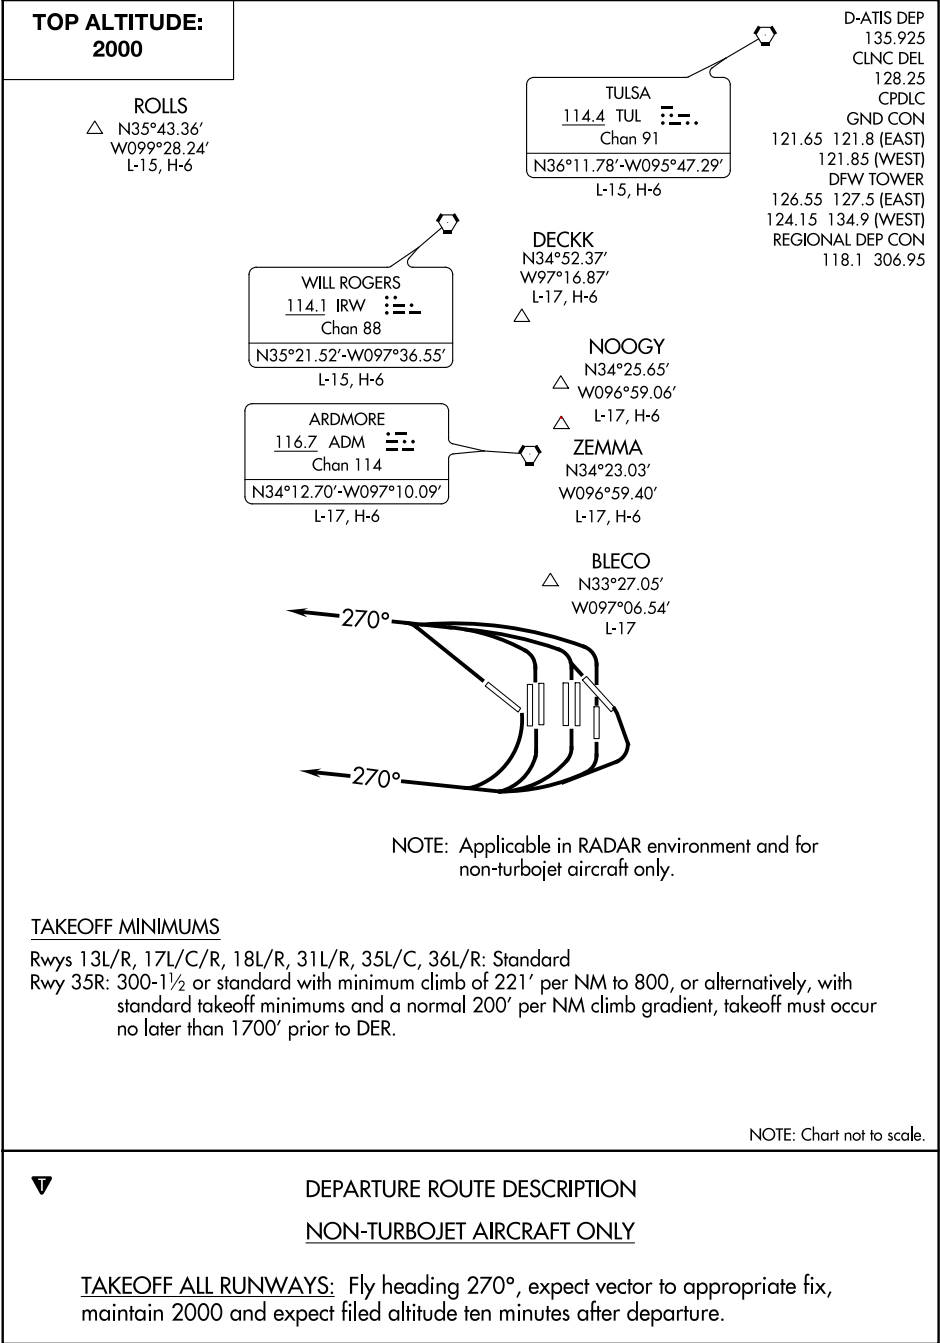 TOP ALTITUDE:
2000
D-ATIS DEP
135.925
CLNC DEL
128.25
CPDLC
GND CON
121.65 121.8 (EAST)
121.85 (WEST)
DFW TOWER
126.55 127.5 (EAST)
124.15 134.9 (WEST)
REGIONAL DEP CON
118.1 306.95
ROLLS
N35°43.36′
W099°28.24′
L-15, H-6
TULSA
114.4 TUL
Chan 91
N36°11.78′-W095°47.29′
L-15, H-6
DECKK
N34°52.37′
W97°16.87′
L-17, H-6
WILL ROGERS
114.1 IRW
Chan 88
N35°21.52′-W097°36.55′
L-15, H-6
NOOGY
N34°25.65′
W096°59.06′
L-17, H-6
ARDMORE
116.7 ADM
Chan 114
N34°12.70′-W097°10.09′
L-17, H-6
ZEMMA
N34°23.03′
W096°59.40′
L-17, H-6
BLECO
N33°27.05′
W097°06.54′
L-17
270°
270°
NOTE: Applicable in RADAR environment and for
non-turbojet aircraft only.
TAKEOFF MINIMUMS
Rwys 13L/R, 17L/C/R, 18L/R, 31L/R, 35L/C, 36L/R: Standard
Rwy 35R: 300-1½ or standard with minimum climb of 221′ per NM to 800, or alternatively, with
standard takeoff minimums and a normal 200′ per NM climb gradient, takeoff must occur
no later than 1700′ prior to DER.
NOTE: Chart not to scale.
T
DEPARTURE ROUTE DESCRIPTION
NON-TURBOJET AIRCRAFT ONLY
TAKEOFF ALL RUNWAYS: Fly heading 270°, expect vector to appropriate fix,
maintain 2000 and expect filed altitude ten minutes after departure.